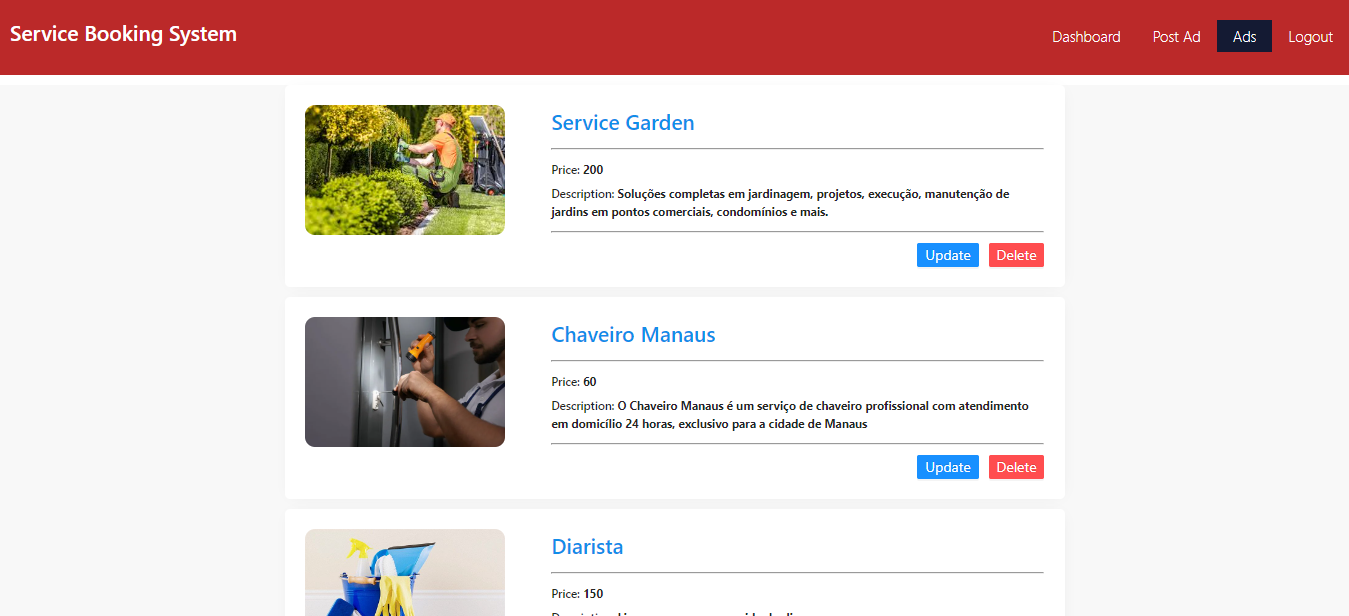 Service Booking System
Dashboard
Post Ad
Ads
Logout
Service Garden
Price: 200
Description: Soluções completas em jardinagem, projetos, execução, manutenção de
jardins em pontos comerciais, condomínios e mais.
Update
Delete
Chaveiro Manaus
Price: 60
Description: O Chaveiro Manaus é um serviço de chaveiro profissional com atendimento
em domicílio 24 horas, exclusivo para a cidade de Manaus
Update
Delete
Diarista
Price: 150